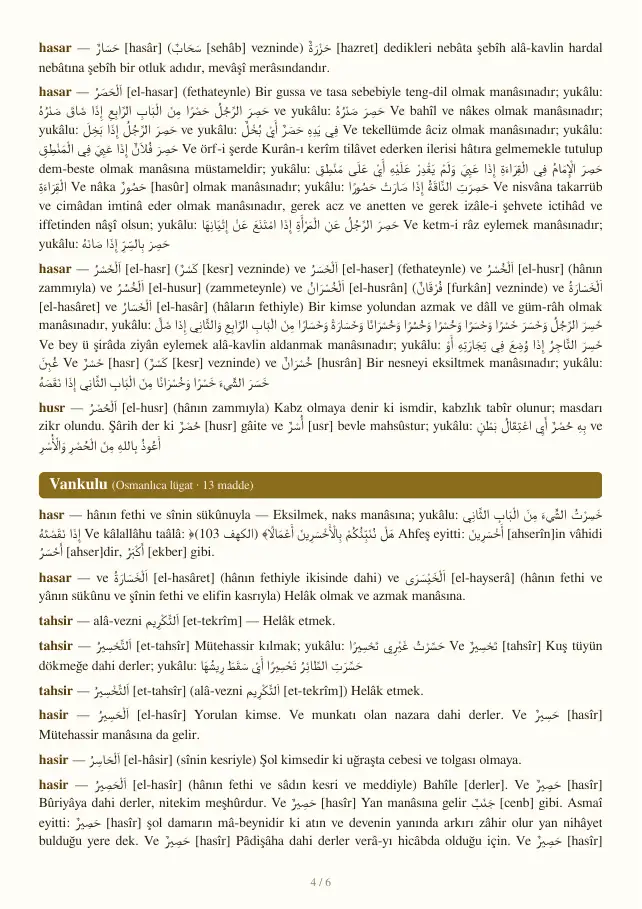 hasar — حَسَارٌ [hasâr] (سَحَابٌ [sehâb] vezninde) حَزْرَةٌ [hazret] dedikleri nebâta şebîh alâ-kavlin hardal
nebâtına şebîh bir otluk adıdır, mevâşî merâsındandır.
hasar — اَلْحَصَرُ [el-hasar] (fethateynle) Bir gussa ve tasa sebebiyle teng-dil olmak manâsınadır; yukâlu:
حَصِرَ صَدْرُهُ ve yukâlu: حَصِرَ الرَّجُلُ حَصْرًا مِنَ الْبَابِ الرَّابِعِ إِذَا ضَاقَ صَدْرُهُ Ve bahîl ve nâkes olmak manâsınadır;
yukâlu: حَصِرَ الرَّجُلُ إِذَا بَخِلَ ve yukâlu: فِي يَدِهِ حَصَرٌ أَيْ بُخْلٌ Ve tekellümde âciz olmak manâsınadır; yukâlu:
حَصِرَ فُلاَنٌ إِذَا عَيِيَ فِي الْمَنْطِقِ Ve örf-i şerde Kurân-ı kerîm tilâvet ederken ilerisi hâtıra gelmemekle tutulup
dem-beste olmak manâsına müstameldir; yukâlu: حَصِرَ الْإِمَامُ فِي الْقِرَاءَةِ إِذَا عَيِيَ وَلَمْ يَقْدِرْ عَلَيْهِ أَيْ عَلَى مَنْطِقِ
الْقِرَاءَةِ Ve nâka حَصُورٌ [hasûr] olmak manâsınadır; yukâlu: حَصِرَتِ النَّاقَةُ إِذَا صَارَتْ حَصُورًا Ve nisvâna takarrüb
ve cimâdan imtinâ eder olmak manâsınadır, gerek acz ve anetten ve gerek izâle-i şehvete ictihâd ve
iffetinden nâşî olsun; yukâlu: حَصِرَ الرَّجُلُ عَنِ الْمَرْأَةِ إِذَا امْتَنَعَ عَنْ إِتْيَانِهَا Ve ketm-i râz eylemek manâsınadır;
yukâlu: حَصِرَ بِالسِّرِّ إِذَا صَانَهُ
hasar — اَلْخَسْرُ [el-hasr] (كَسْرٌ [kesr] vezninde) ve اَلْخَسَرُ [el-haser] (fethateynle) ve اَلْخُسْرُ [el-husr] (hânın
zammıyla) ve اَلْخُسُرُ [el-husur] (zammeteynle) ve اَلْخُسْرَانُ [el-husrân] (فُرْقَانٌ [furkân] vezninde) ve اَلْخَسَارَةُ
[el-hasâret] ve اَلْخَسَارُ [el-hasâr] (hâların fethiyle) Bir kimse yolundan azmak ve dâll ve güm-râh olmak
manâsınadır, yukâlu: خَسِرَ الرَّجُلُ وَخَسَرَ خَسْرًا وَخَسَرًا وَخُسْرًا وَخُسُرًا وَخُسْرَانًا وَخَسَارَةً وَخَسَارًا مِنَ الْبَابِ الرَّابِعِ وَالثَّانِي إِذَا ضَلَّ
Ve bey ü şirâda ziyân eylemek alâ-kavlin aldanmak manâsınadır; yukâlu: خَسِرَ التَّاجِرُ إِذَا وُضِعَ فِي تِجَارَتِهِ أَوْ
غُبِنَ Ve خَسْرٌ [hasr] (كَسْرٌ [kesr] vezninde) ve خُسْرَانٌ [husrân] Bir nesneyi eksiltmek manâsınadır; yukâlu:
خَسَرَ الشَّيْءَ خَسْرًا وَخُسْرَانًا مِنَ الْبَابِ الثَّانِي إِذَا نَقَصَهُ
husr — اَلْحُصْرُ [el-husr] (hânın zammıyla) Kabz olmaya denir ki ismdir, kabzlık tabîr olunur; masdarı
zikr olundu. Şârih der ki حُصْرٌ [husr] gâite ve أُسْرٌ [usr] bevle mahsûstur; yukâlu: بِهِ حُصْرٌ أَيِ اعْتِقَالُ بَطْنٍ ve
أَعُوذُ بِاللهِ مِنَ الْحُصْرِ وَالْأُسْرِ
Vankulu (Osmanlıca lügat · 13 madde)
hasr — hânın fethi ve sînin sükûnuyla — Eksilmek, naks manâsına; yukâlu: خَسِرْتُ الشَّيْءَ مِنَ الْبَابِ الثَّانِي
إِذَا نَقَصْتَهُ Ve kâlallâhu taâlâ: ﴿هَلْ نُنَبِّئُكُمْ بِالْأَخْسَرِينَ أَعْمَالًا﴾ (الكهف 103) Ahfeş eyitti: أَخْسَرِينَ [ahserîn]in vâhidi
أَخْسَرُ [ahser]dir, أَكْبَرُ [ekber] gibi.
hasar — ve اَلْخَسَارَةُ [el-hasâret] (hânın fethiyle ikisinde dahi) ve اَلْخَيْسَرَى [el-hayserâ] (hânın fethi ve
yânın sükûnu ve şînin fethi ve elifin kasrıyla) Helâk olmak ve azmak manâsına.
tahsir — alâ-vezni اَلتَّكْرِيمِ [et-tekrîm] — Helâk etmek.
tahsir — اَلتَّحْسِيرُ [et-tahsîr] Mütehassir kılmak; yukâlu: حَسَّرْتُ غَيْرِى تَحْسِيرًا Ve تَحْسِيرٌ [tahsîr] Kuş tüyün
dökmeğe dahi derler; yukâlu: حَسَّرَتِ الطَّائِرُ تَحْسِيرًا أَيْ سَقَطَ رِيشُهَا
tahsir — اَلتَّخْسِيرُ [et-tahsîr] (alâ-vezni اَلتَّكْرِيمِ [et-tekrîm]) Helâk etmek.
hasir — اَلْحَسِيرُ [el-hasîr] Yorulan kimse. Ve munkatı olan nazara dahi derler. Ve حَسِيرٌ [hasîr]
Mütehassir manâsına da gelir.
hasir — اَلْحَاسِرُ [el-hâsir] (sînin kesriyle) Şol kimsedir ki uğraşta cebesi ve tolgası olmaya.
hasir — اَلْحَصِيرُ [el-hasîr] (hânın fethi ve sâdın kesri ve meddiyle) Bahîle [derler]. Ve حَصِيرٌ [hasîr]
Bûriyâya dahi derler, nitekim meşhûrdur. Ve حَصِيرٌ [hasîr] Yan manâsına gelir جَنْبٌ [cenb] gibi. Asmaî
eyitti: حَصِيرٌ [hasîr] şol damarın mâ-beynidir ki atın ve devenin yanında arkırı zâhir olur yan nihâyet
bulduğu yere dek. Ve حَصِيرٌ [hasîr] Pâdişâha dahi derler verâ-yı hicâbda olduğu için. Ve حَصِيرٌ [hasîr]
4 / 6